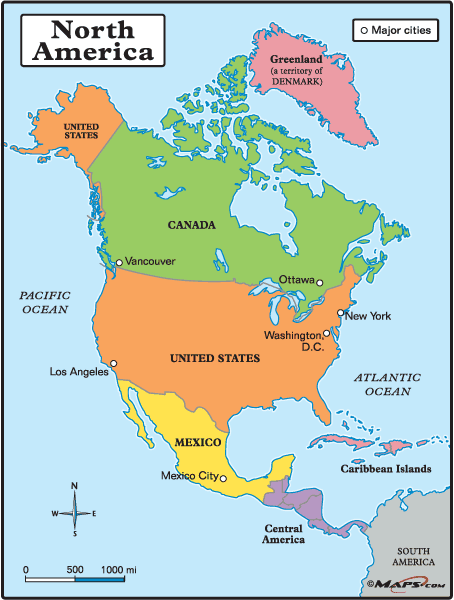 North
America
Major cities
Greenland
(a territory of
DENMARK)
UNITED
STATES
CANADA
Vancouver
Ottawa
PACIFIC
OCEAN
New York
Washington,
D.C.
UNITED STATES
Los Angeles
ATLANTIC
OCEAN
MEXICO
Caribbean Islands
Mexico City
N
W
E
S
Central
America
SOUTH
AMERICA
0 500 1000 mi
©MAPS.COM